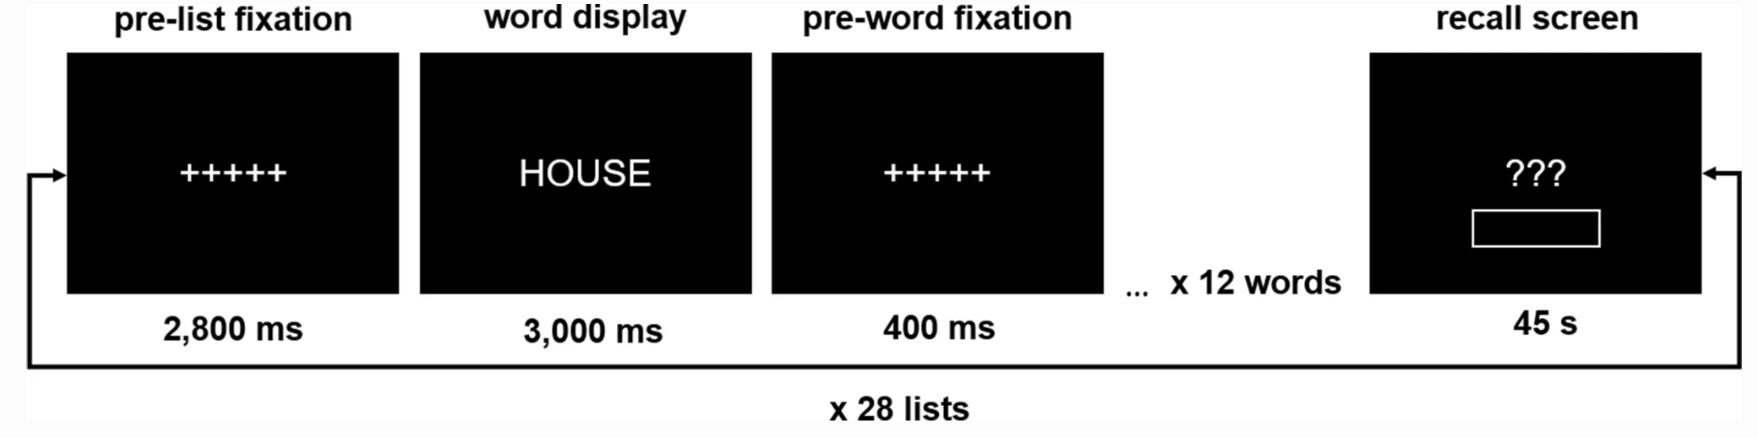 pre-list fixation
word display
pre-word fixation
recall screen
+++++
HOUSE
+++++
???
... x 12 words
2,800 ms
3,000 ms
400 ms
45 s
x 28 lists